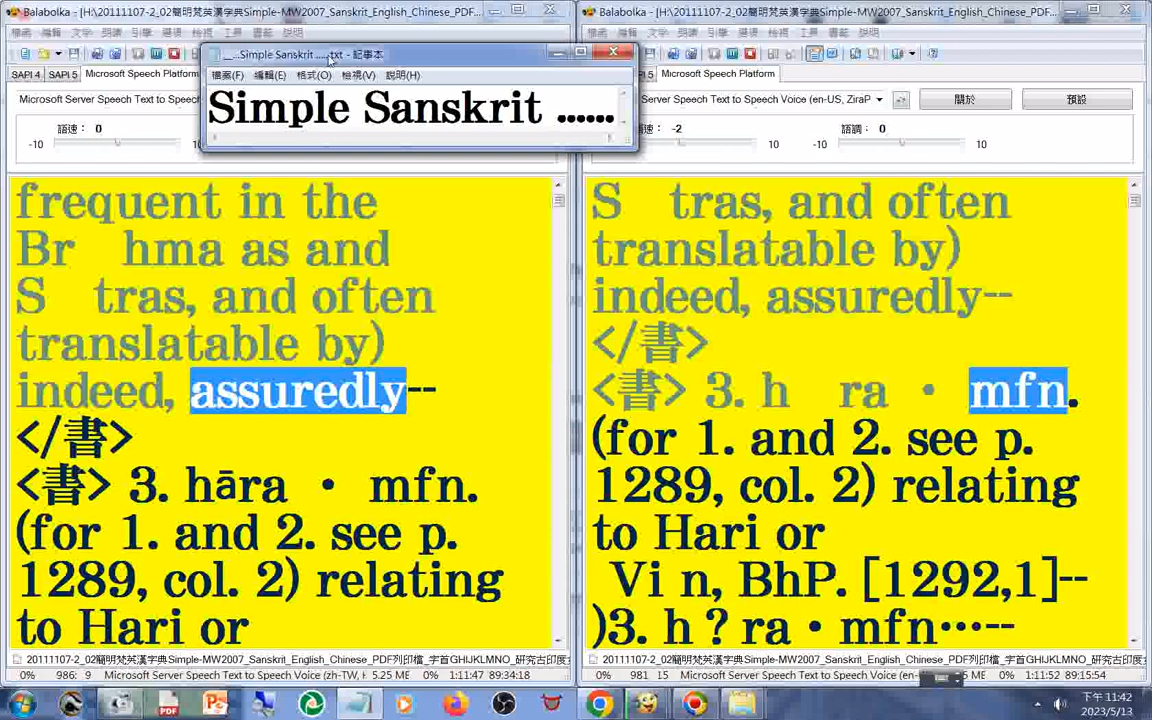 Balabolka - [H:\20111107-2_02簡明梵英漢字典Simple-MW2007_Sanskrit_English_Chinese_PDF...
SAPI 4 SAPI 5 Microsoft Speech Platform
Microsoft Server Speech Text to Speec
語速： 0
-10
frequent in the
Br hma as and
S tras, and often
translatable by)
indeed, assuredly--
</書>
<書> 3. hāra • mfn.
(for 1. and 2. see p.
1289, col. 2) relating
to Hari or
20111107-2_02簡明梵英漢字典Simple-MW2007_Sanskrit_English_Chinese_PDF列印檔_字首GHIJKLMNO_研究古印度
0% 986: 9 Microsoft Server Speech Text to Speech Voice (zh-TW, H 5.25 ME 0% 1:11:47 89:34:18
__...Simple Sanskrit .....txt - 記事本
檔案(F) 編輯(E) 格式(O) 檢視(V) 說明(H)
Simple Sanskrit ......
Balabolka - [H:\20111107-2_02簡明梵英漢字典Simple-MW2007_Sanskrit_English_Chinese_PDF...
5 Microsoft Speech Platform
Server Speech Text to Speech Voice (en-US, ZiraP
關於
預設
語速： -2
語調： 0
10 -10 10
S tras, and often
translatable by)
indeed, assuredly--
</書>
<書> 3. h ra • mfn.
(for 1. and 2. see p.
1289, col. 2) relating
to Hari or
Vi n, BhP. [1292,1]--
)3. h？ra • mfn…--
20111107-2_02簡明梵英漢字典Simple-MW2007_Sanskrit_English_Chinese_PDF列印檔_字首GHIJKLMNO_研究古印度
0% 981 15 Microsoft Server Speech Text to Speech Voice (en- 0% 1:11:52 89:15:54
下午 11:42
2023/5/13